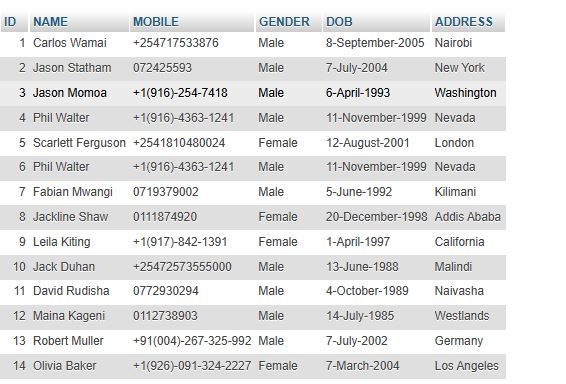 ID NAME MOBILE GENDER DOB ADDRESS
1 Carlos Wamai +254717533876 Male 8-September-2005 Nairobi
2 Jason Statham 072425593 Male 7-July-2004 New York
3 Jason Momoa +1(916)-254-7418 Male 6-April-1993 Washington
4 Phil Walter +1(916)-4363-1241 Male 11-November-1999 Nevada
5 Scarlett Ferguson +2541810480024 Female 12-August-2001 London
6 Phil Walter +1(916)-4363-1241 Male 11-November-1999 Nevada
7 Fabian Mwangi 0719379002 Male 5-June-1992 Kilimani
8 Jackline Shaw 0111874920 Female 20-December-1998 Addis Ababa
9 Leila Kiting +1(917)-842-1391 Female 1-April-1997 California
10 Jack Duhan +25472573555000 Male 13-June-1988 Malindi
11 David Rudisha 0772930294 Male 4-October-1989 Naivasha
12 Maina Kageni 0112738903 Male 14-July-1985 Westlands
13 Robert Muller +91(004)-267-325-992 Male 7-July-2002 Germany
14 Olivia Baker +1(926)-091-324-2227 Female 7-March-2004 Los Angeles